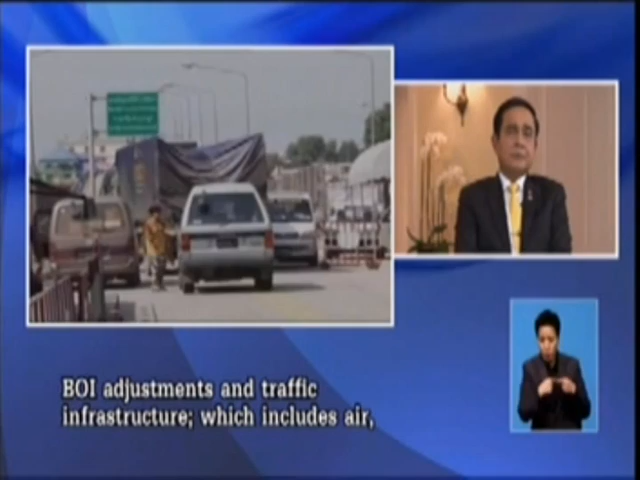 BOI adjustments and traffic
infrastructure; which includes air,